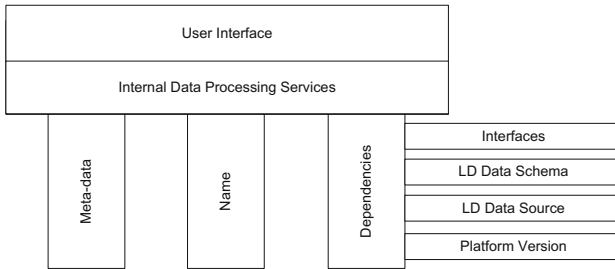 User Interface
Internal Data Processing Services
Meta-data
Name
Dependencies
Interfaces
LD Data Schema
LD Data Source
Platform Version